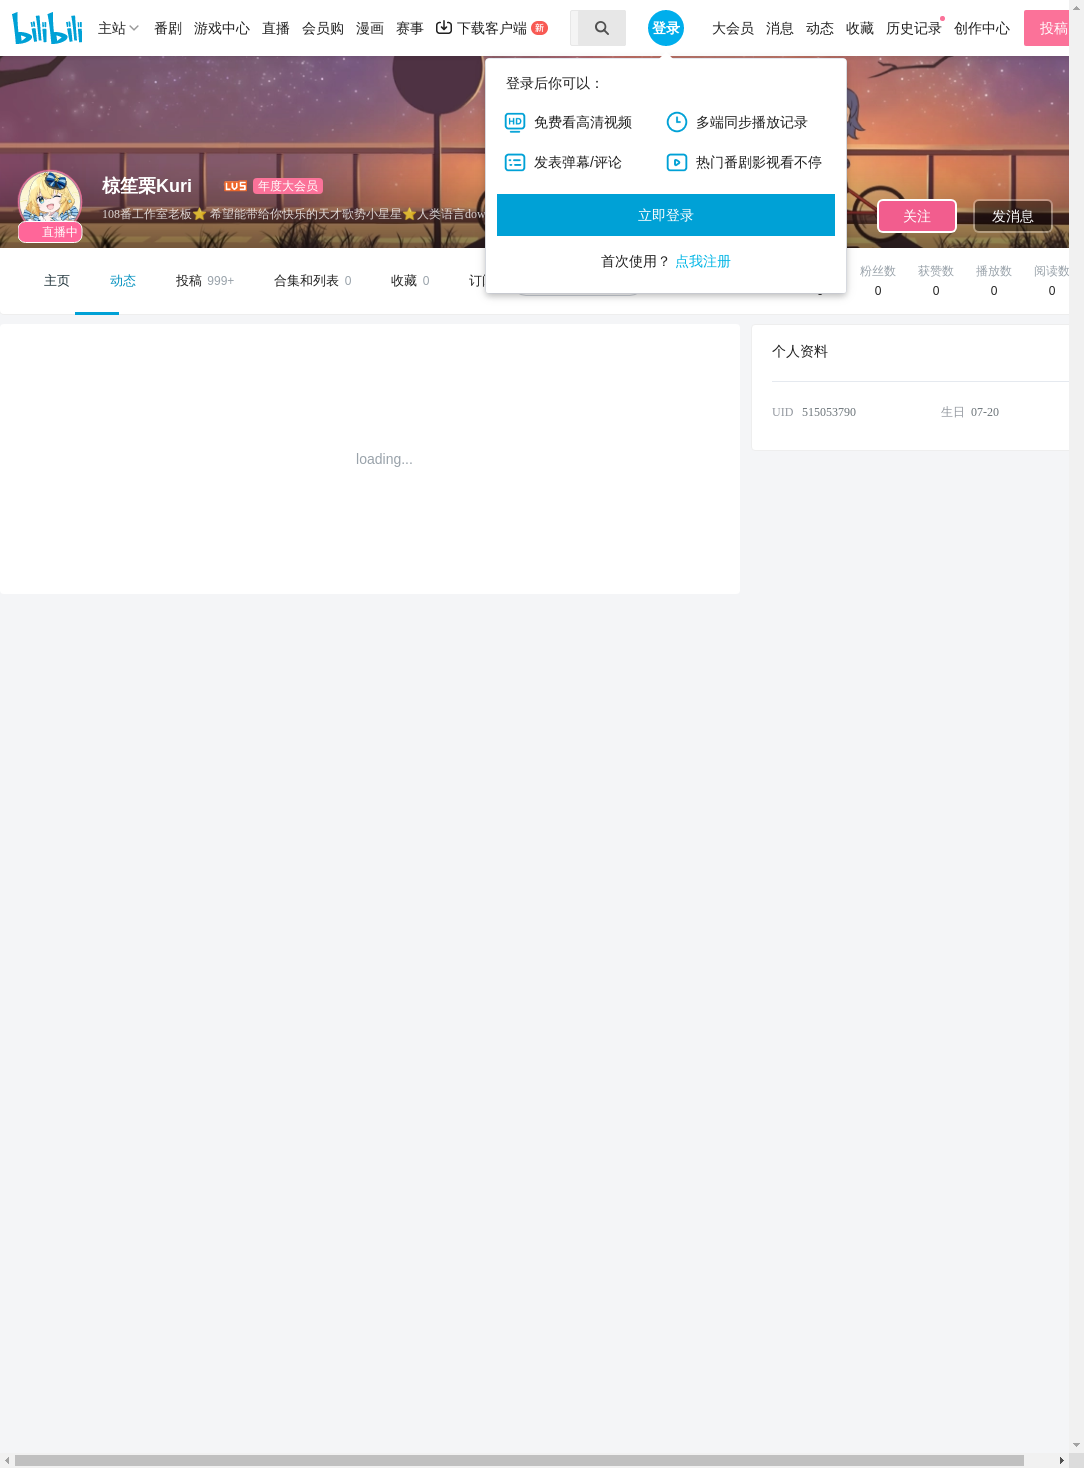 bilibili 主站 番剧 游戏中心 直播 会员购 漫画 赛事 下载客户端 新 登录 大会员 消息 动态 收藏 历史记录 创作中心 投稿
登录后你可以：
HD 免费看高清视频 多端同步播放记录
发表弹幕/评论 热门番剧影视看不停
立即登录
首次使用？ 点我注册
椋笙栗Kuri LV5 年度大会员
108番工作室老板⭐ 希望能带给你快乐的天才歌势小星星⭐人类语言dow
直播中
关注 发消息
主页 动态 投稿 999+ 合集和列表 0 收藏 0
粉丝数 获赞数 播放数 阅读数
0 0 0 0
loading...
个人资料
UID 515053790 生日 07-20